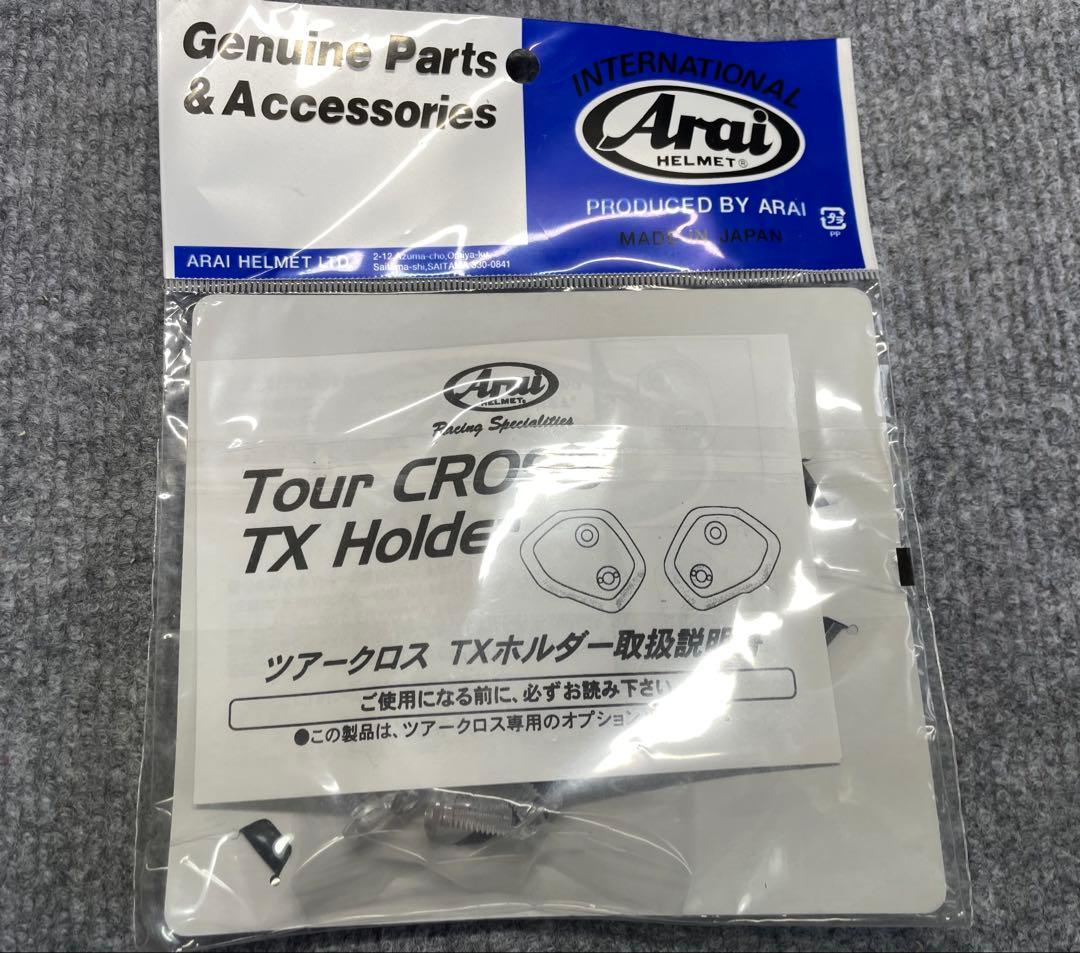 Genuine Parts
& Accessories
INTERNATIONAL
Arai
HELMET®
PRODUCED BY ARAI
MADE IN JAPAN
プラ
PP
ARAI HELMET LTD.
2-12, Azuma-cho, Omiya-ku,
Saitama-shi, SAITAMA 330-0841
Arai
HELMET®
Racing Specialities
Tour CROSS
TX Holder
ツアークロス TXホルダー取扱説明書
ご使用になる前に、必ずお読み下さい
●この製品は、ツアークロス専用のオプション